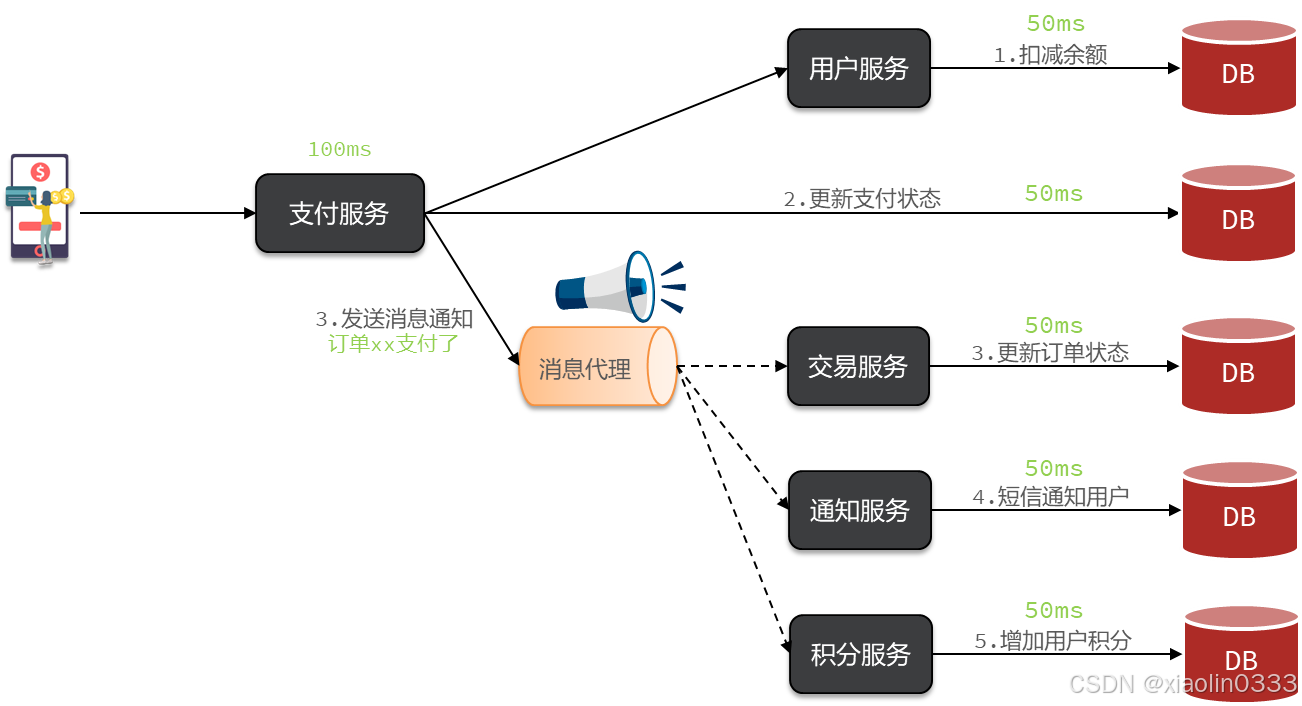 50ms
1.扣减余额
用户服务
DB
100ms
支付服务
2.更新支付状态
50ms
DB
3.发送消息通知
订单xx支付了
消息代理
50ms
3.更新订单状态
交易服务
DB
50ms
4.短信通知用户
通知服务
DB
50ms
5.增加用户积分
积分服务
DB
CSDN @xiaolin0333
$